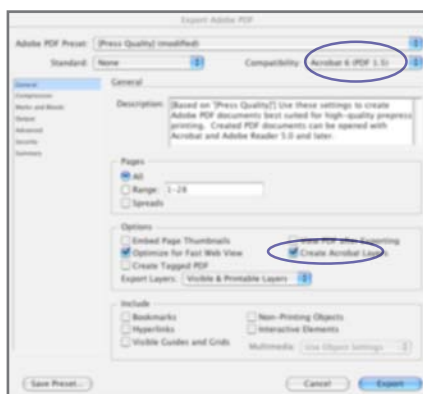 Export Adobe PDF
Adobe PDF Preset: [Press Quality] (modified)
Standard: None Compatibility: Acrobat 6 (PDF 1.5)
General
Compression
Marks and Bleeds
Output
Advanced
Security
Summary
General
Description: [Based on '[Press Quality]'] Use these settings to create
Adobe PDF documents best suited for high-quality prepress
printing. Created PDF documents can be opened with
Acrobat and Adobe Reader 5.0 and later.
Pages
All
Range: 1-28
Spreads
Options
Embed Page Thumbnails View PDF after Exporting
Optimize for Fast Web View Create Acrobat Layers
Create Tagged PDF
Export Layers: Visible & Printable Layers
Include
Bookmarks Non-Printing Objects
Hyperlinks Interactive Elements
Visible Guides and Grids Multimedia: Use Object Settings
Save Preset... Cancel Export